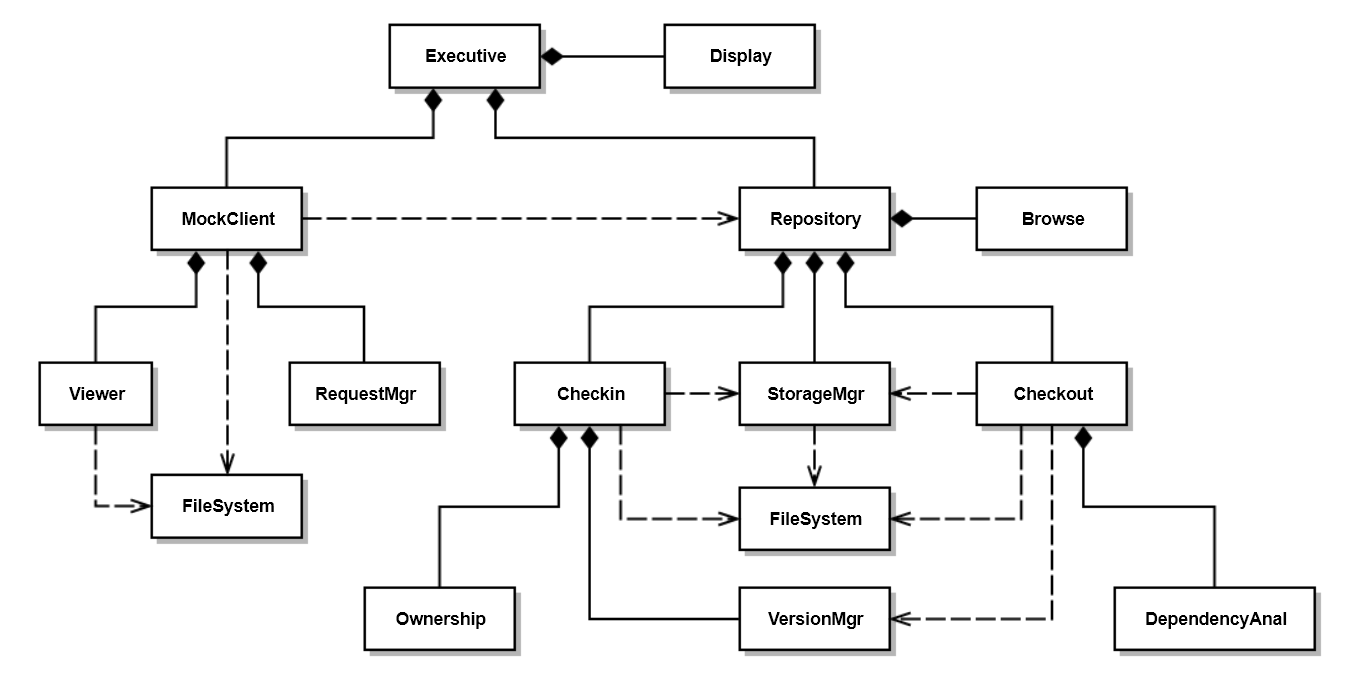 Executive
Display
MockClient
Repository
Browse
Viewer
RequestMgr
Checkin
StorageMgr
Checkout
FileSystem
FileSystem
Ownership
VersionMgr
DependencyAnal